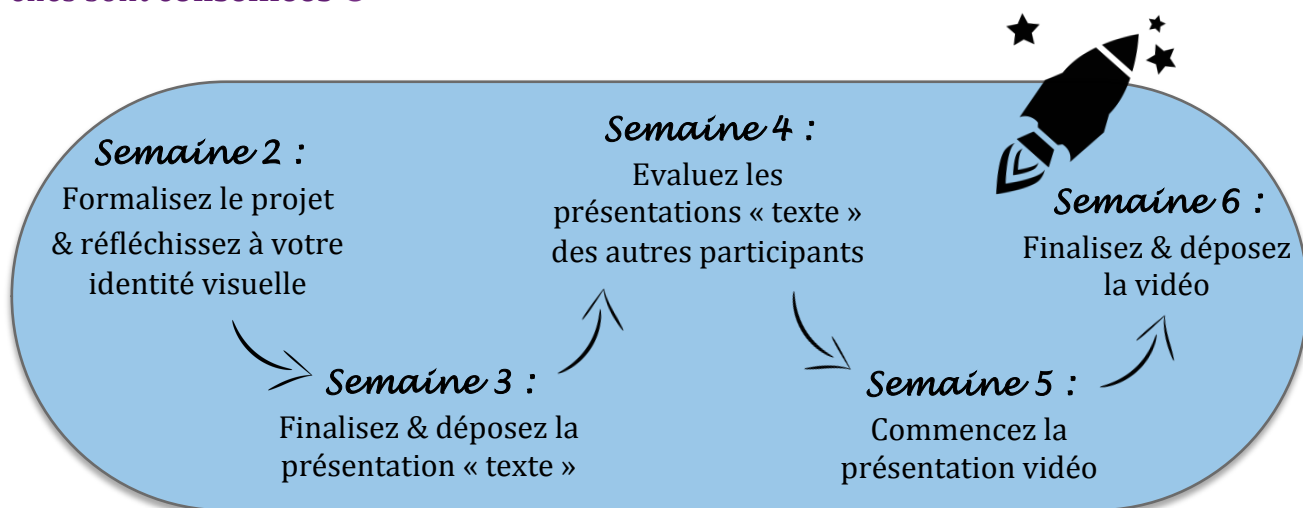 Semaine 2 :
Formalisez le projet
& réfléchissez à votre
identité visuelle
Semaine 3 :
Finalisez & déposez la
présentation « texte »
Semaine 4 :
Evaluez les
présentations « texte »
des autres participants
Semaine 5 :
Commencez la
présentation vidéo
Semaine 6 :
Finalisez & déposez
la vidéo